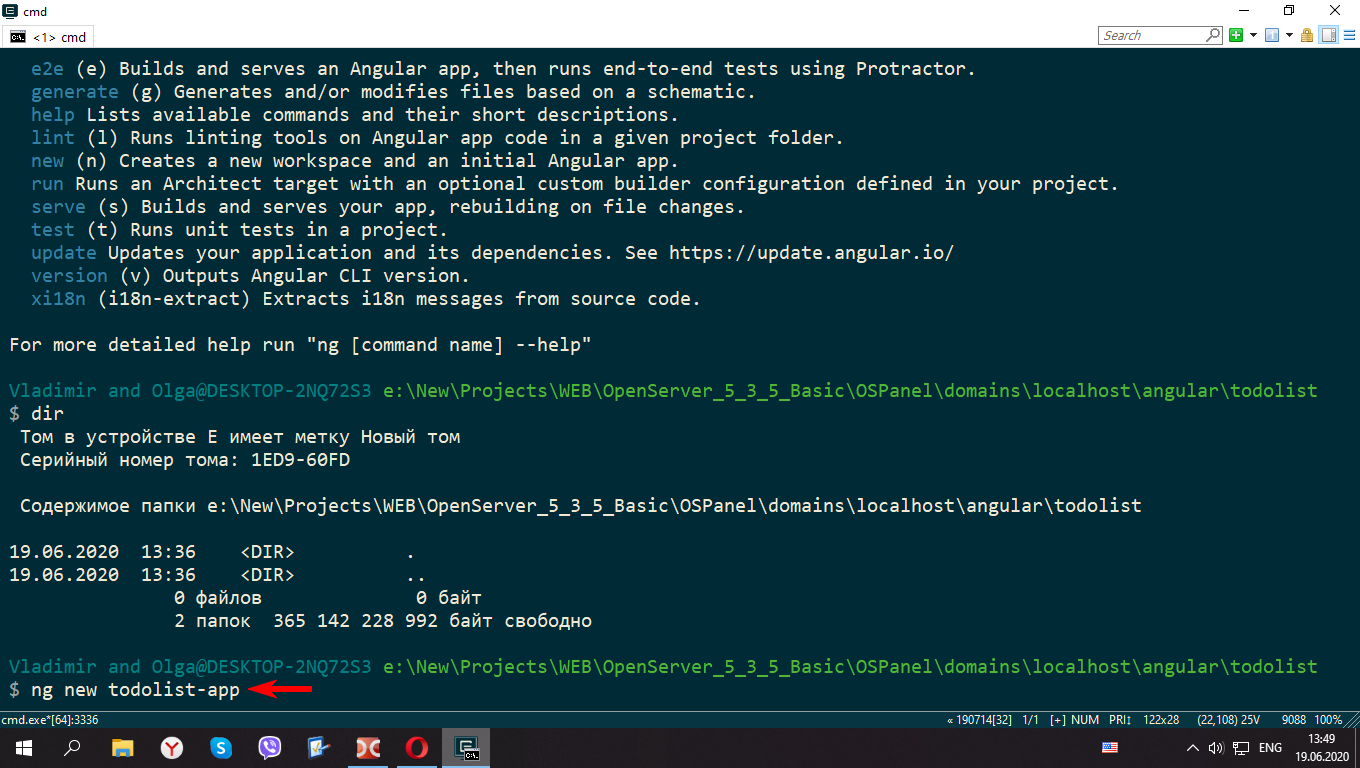 cmd
<1> cmd
Search
e2e (e) Builds and serves an Angular app, then runs end-to-end tests using Protractor.
generate (g) Generates and/or modifies files based on a schematic.
help Lists available commands and their short descriptions.
lint (l) Runs linting tools on Angular app code in a given project folder.
new (n) Creates a new workspace and an initial Angular app.
run Runs an Architect target with an optional custom builder configuration defined in your project.
serve (s) Builds and serves your app, rebuilding on file changes.
test (t) Runs unit tests in a project.
update Updates your application and its dependencies. See https://update.angular.io/
version (v) Outputs Angular CLI version.
xi18n (i18n-extract) Extracts i18n messages from source code.
For more detailed help run "ng [command name] --help"
Vladimir and Olga@DESKTOP-2NQ72S3 e:\New\Projects\WEB\OpenServer_5_3_5_Basic\OSPanel\domains\localhost\angular\todolist
$ dir
Том в устройстве E имеет метку Новый том
Серийный номер тома: 1ED9-60FD
Содержимое папки e:\New\Projects\WEB\OpenServer_5_3_5_Basic\OSPanel\domains\localhost\angular\todolist
19.06.2020 13:36 <DIR> .
19.06.2020 13:36 <DIR> ..
0 файлов 0 байт
2 папок 365 142 228 992 байт свободно
Vladimir and Olga@DESKTOP-2NQ72S3 e:\New\Projects\WEB\OpenServer_5_3_5_Basic\OSPanel\domains\localhost\angular\todolist
$ ng new todolist-app
cmd.exe*[64]:3336 « 190714[32] 1/1 [+] NUM PRI↕ 122x28 (22,108) 25V 9088 100%
ENG 13:49
19.06.2020